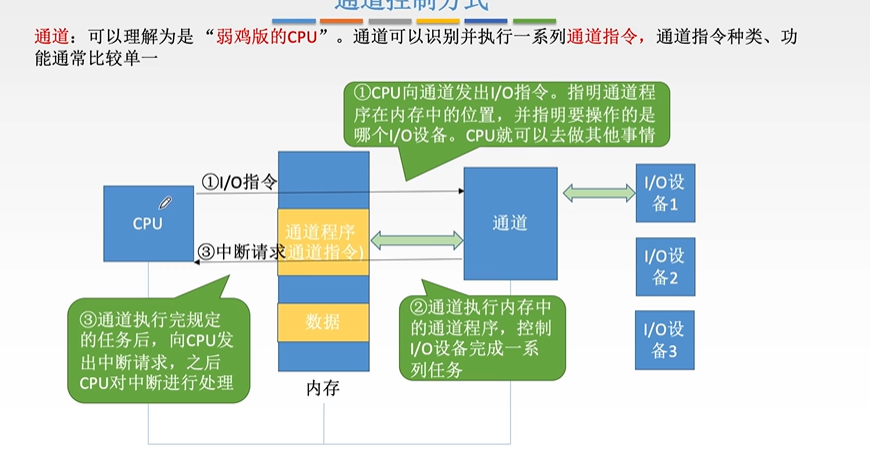 通道控制方式
通道：可以理解为是“弱鸡版的CPU”。通道可以识别并执行一系列通道指令，通道指令种类、功
能通常比较单一
①CPU向通道发出I/O指令。指明通道程
序在内存中的位置，并指明要操作的是
哪个I/O设备。CPU就可以去做其他事情
①I/O指令
CPU
通道程序
(通道指令)
③中断请求
通道
I/O设
备1
I/O设
备2
I/O设
备3
③通道执行完规定
的任务后，向CPU发
出中断请求，之后
CPU对中断进行处理
数据
内存
②通道执行内存中
的通道程序，控制
I/O设备完成一系
列任务